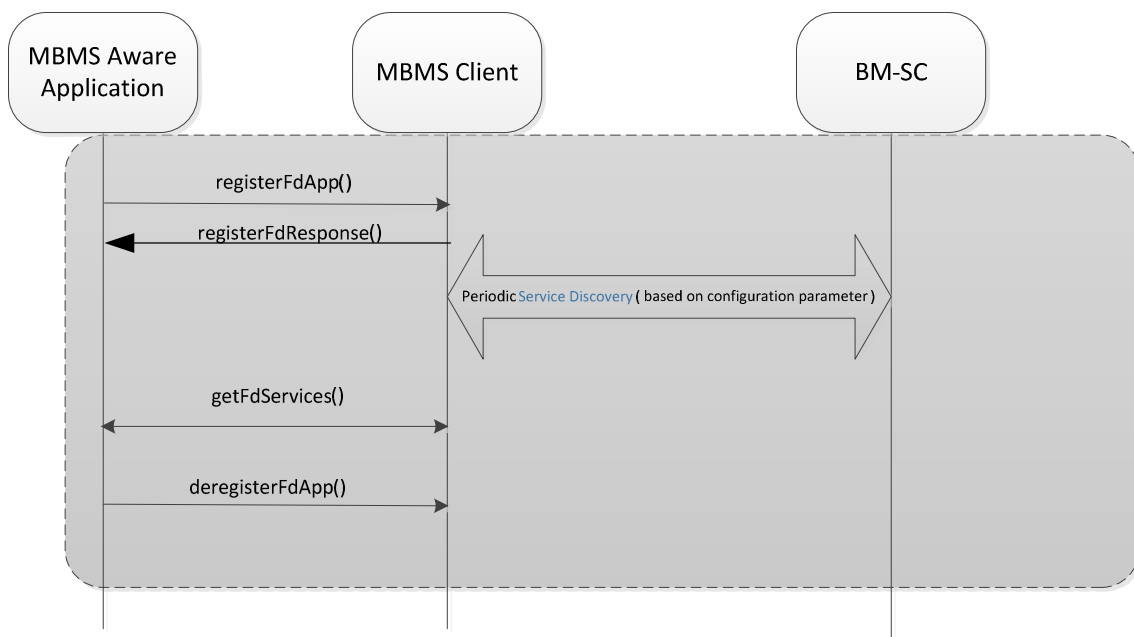 MBMS Aware
Application
MBMS Client
BM-SC
registerFdApp()
registerFdResponse()
Periodic Service Discovery ( based on configuration parameter )
getFdServices()
deregisterFdApp()